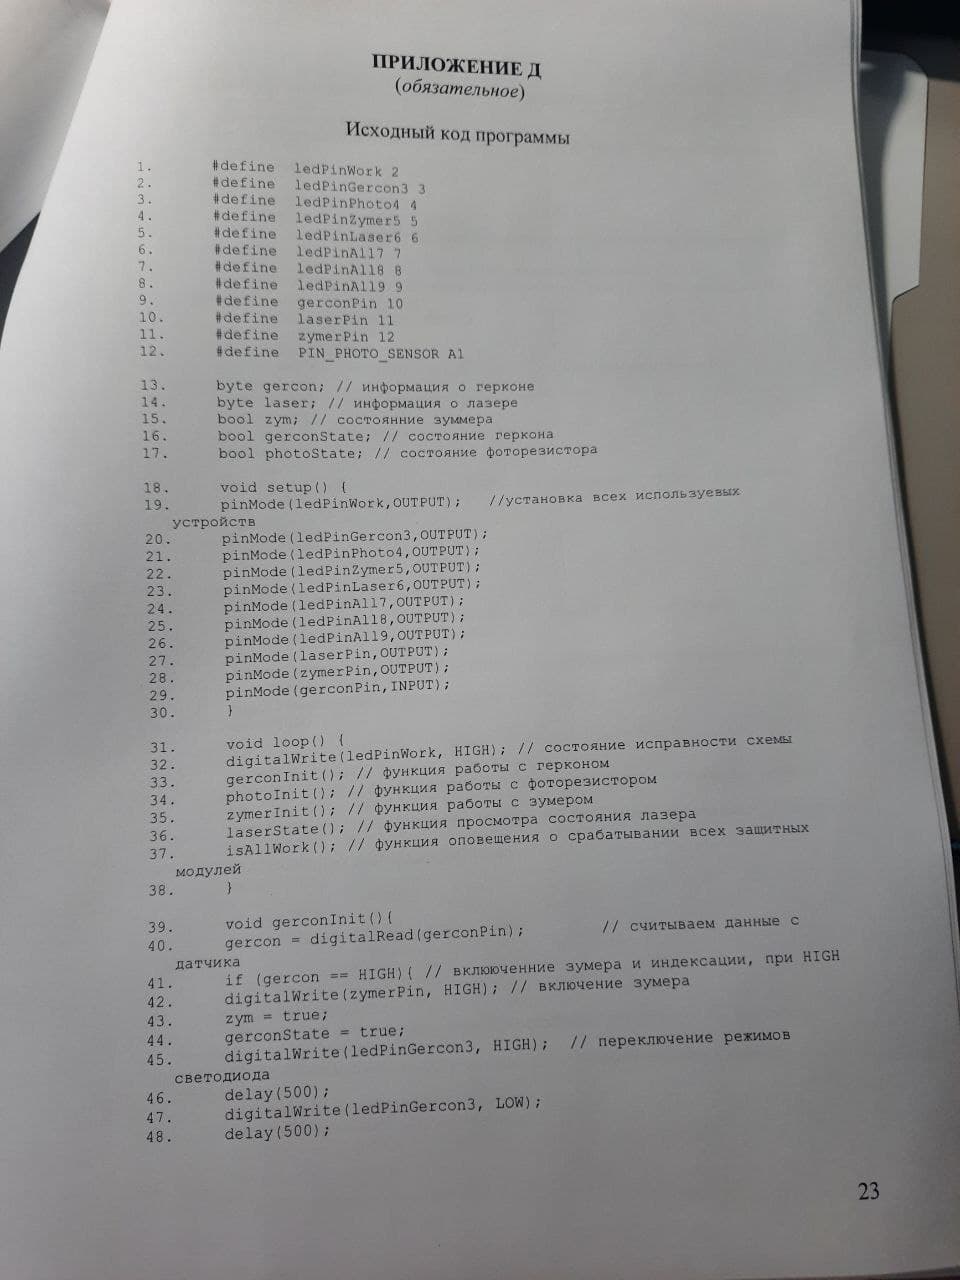 ПРИЛОЖЕНИЕ Д
(обязательное)
Исходный код программы
1. #define ledPinWork 2
2. #define ledPinGercon3 3
3. #define ledPinPhoto4 4
4. #define ledPinZymer5 5
5. #define ledPinLaser6 6
6. #define ledPinAll7 7
7. #define ledPinAll8 8
8. #define ledPinAll9 9
9. #define gerconPin 10
10. #define laserPin 11
11. #define zymerPin 12
12. #define PIN_PHOTO_SENSOR A1
13. byte gercon; // информация о герконе
14. byte laser; // информация о лазере
15. bool zym; // состоянние зуммера
16. bool gerconState; // состояние геркона
17. bool photoState; // состояние фоторезистора
18. void setup() {
19. pinMode(ledPinWork,OUTPUT); //установка всех используевых
устройств
20. pinMode(ledPinGercon3,OUTPUT);
21. pinMode(ledPinPhoto4,OUTPUT);
22. pinMode(ledPinZymer5,OUTPUT);
23. pinMode(ledPinLaser6,OUTPUT);
24. pinMode(ledPinAll7,OUTPUT);
25. pinMode(ledPinAll8,OUTPUT);
26. pinMode(ledPinAll9,OUTPUT);
27. pinMode(laserPin,OUTPUT);
28. pinMode(zymerPin,OUTPUT);
29. pinMode(gerconPin,INPUT);
30. }
31. void loop() {
32. digitalWrite(ledPinWork, HIGH); // состояние исправности схемы
33. gerconInit(); // функция работы с герконом
34. photoInit(); // функция работы с фоторезистором
35. zymerInit(); // функция работы с зумером
36. laserState(); // функция просмотра состояния лазера
37. isAllWork(); // функция оповещения о срабатывании всех защитных
модулей
38. }
39. void gerconInit(){
40. gercon = digitalRead(gerconPin); // считываем данные с
датчика
41. if (gercon == HIGH){ // вклюючение зумера и индексации, при HIGH
42. digitalWrite(zymerPin, HIGH); // включение зумера
43. zym = true;
44. gerconState = true;
45. digitalWrite(ledPinGercon3, HIGH); // переключение режимов
светодиода
46. delay(500);
47. digitalWrite(ledPinGercon3, LOW);
48. delay(500);
23